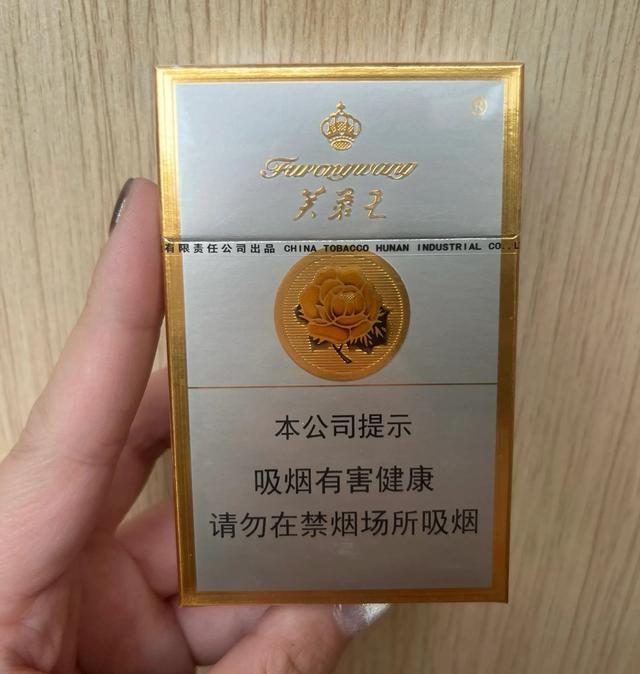 ®
Furongwang
芙蓉王
有限责任公司出品 CHINA TOBACCO HUNAN INDUSTRIAL CO.,L
本公司提示
吸烟有害健康
请勿在禁烟场所吸烟